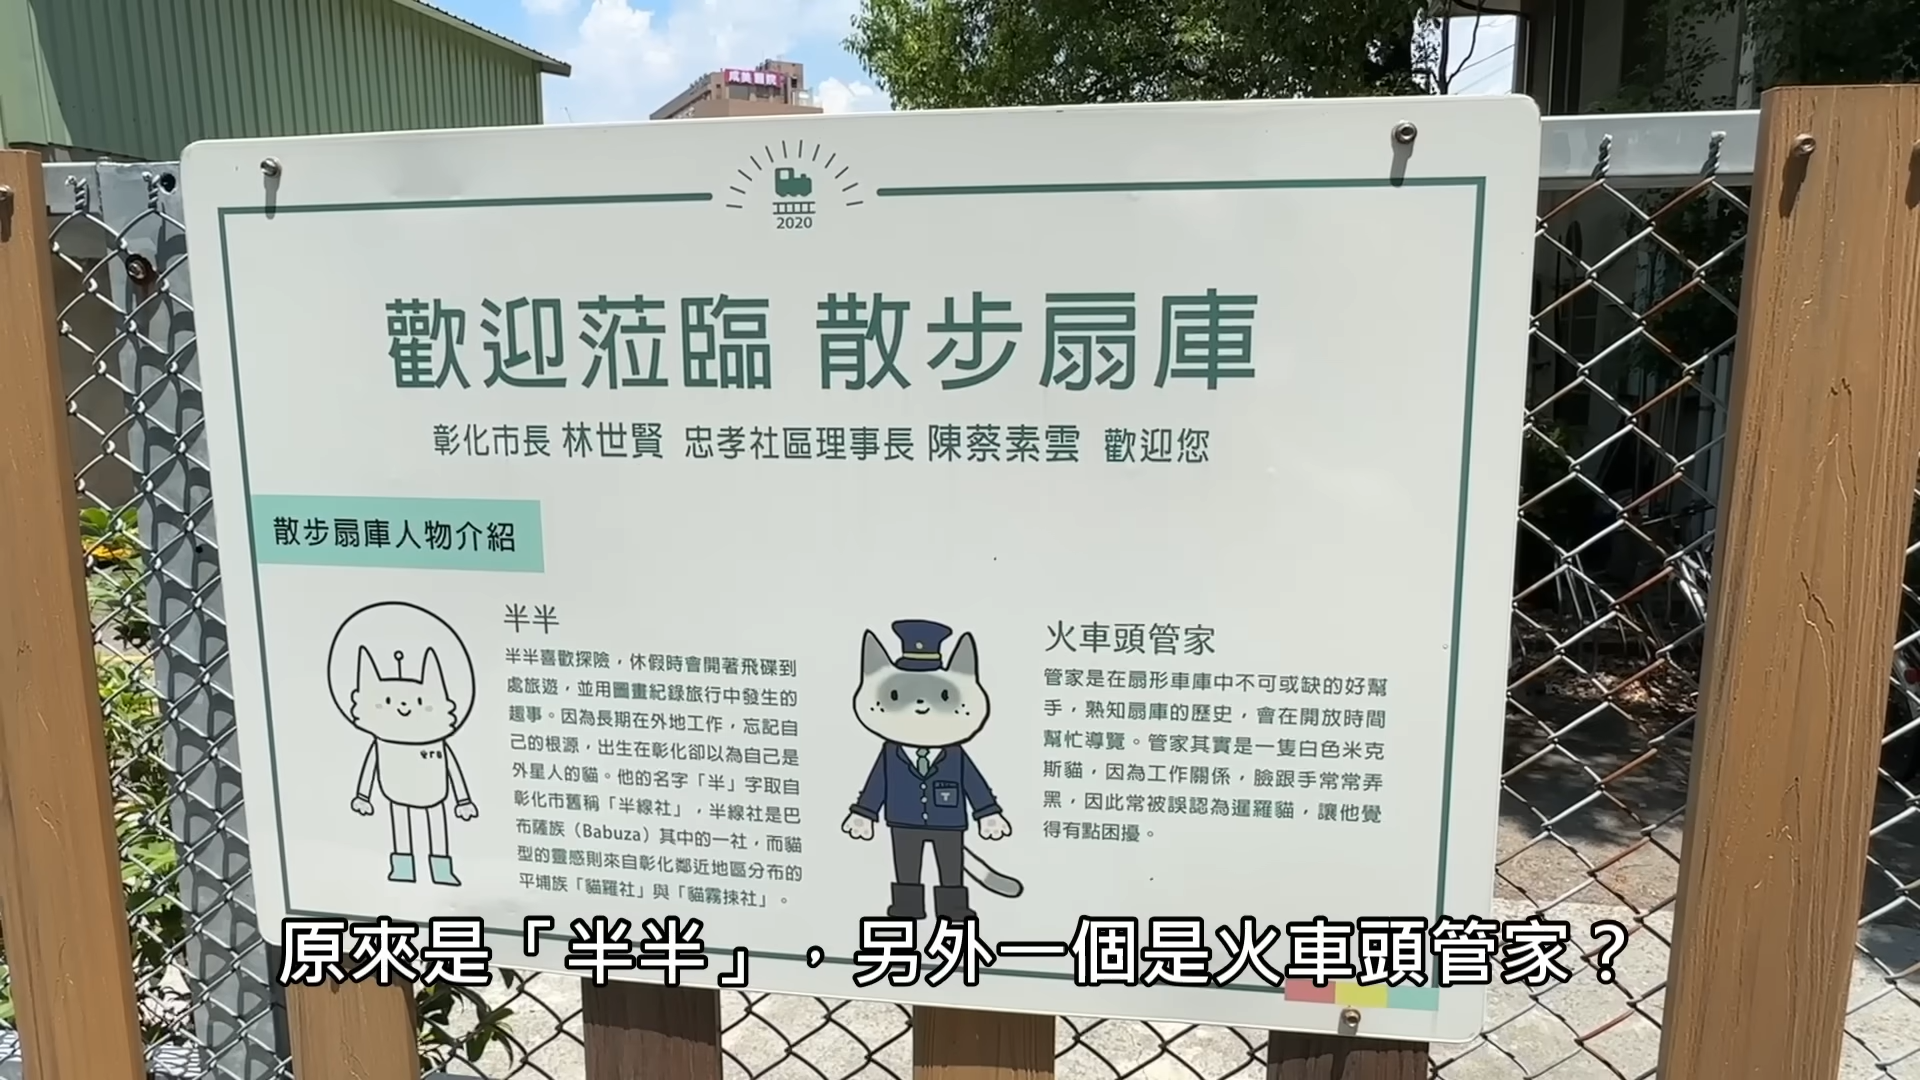 成美醫院
2020
歡迎蒞臨 散步扇庫
彰化市長 林世賢 忠孝社區理事長 陳蔡素雲 歡迎您
散步扇庫人物介紹
半半
半半喜歡探險，休假時會開著飛碟到
處旅遊，並用圖畫紀錄旅行中發生的
趣事。因為長期在外地工作，忘記自
己的根源，出生在彰化卻以為自己是
外星人的貓。他的名字「半」字取自
彰化市舊稱「半線社」，半線社是巴
布薩族（Babuza）其中的一社，而貓
型的靈感則來自彰化鄰近地區分布的
平埔族「貓羅社」與「貓霧捒社」。
火車頭管家
管家是在扇形車庫中不可或缺的好幫
手，熟知扇庫的歷史，會在開放時間
幫忙導覽。管家其實是一隻白色米克
斯貓，因為工作關係，臉跟手常常弄
黑，因此常被誤認為暹羅貓，讓他覺
得有點困擾。
原來是「半半」，另外一個是火車頭管家？